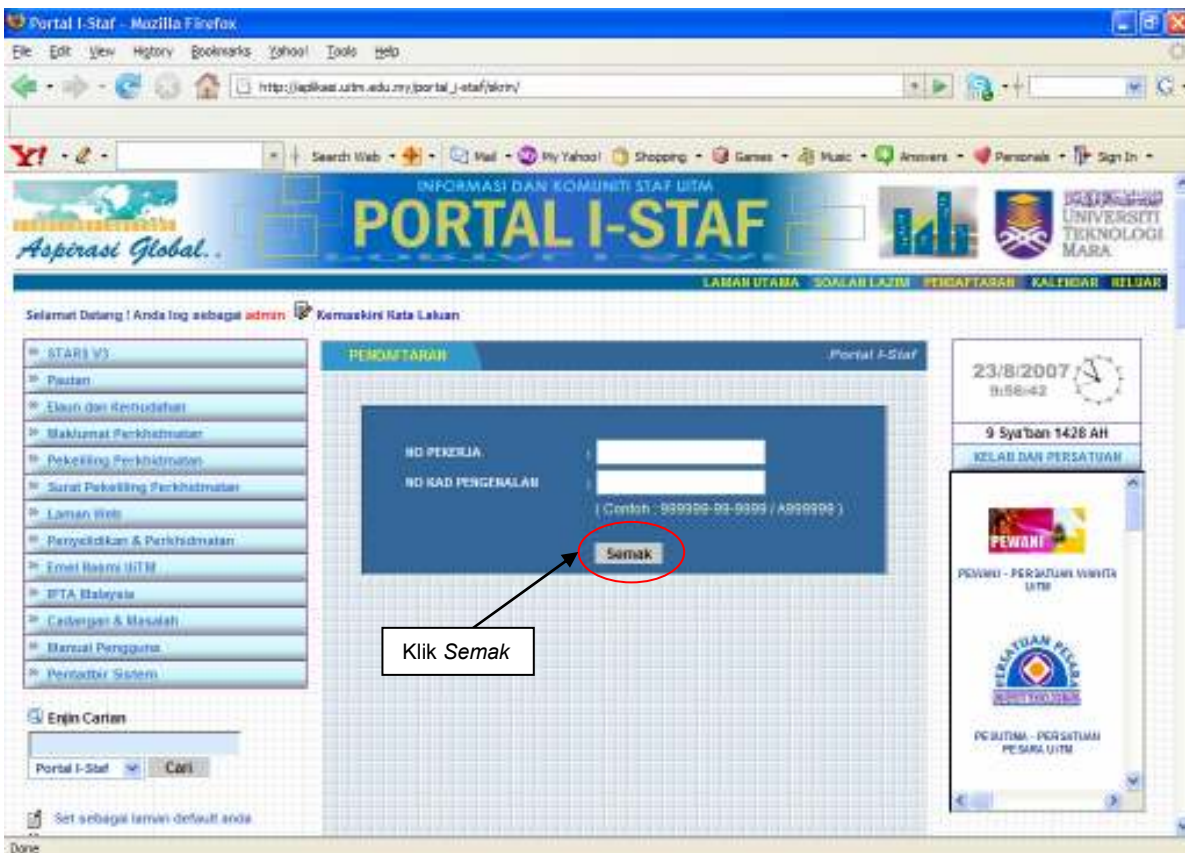 Portal I-Staf - Mozilla Firefox
File Edit View History Bookmarks Yahoo! Tools Help
http://aplikasi.uitm.edu.my/portal_i-staf/skrin/
Search Web Mail My Yahoo! Shopping Games Music Answers Personals Sign In
INFORMASI DAN KOMUNITI STAF UITM
PORTAL I-STAF
Aspirasi Global..
UNIVERSITI
TEKNOLOGI
MARA
LAMAN UTAMA SOALAN LAZIM PENDAFTARAN KALENDAR KELUAR
Selamat Datang ! Anda log sebagai admin Kemaskini Kata Laluan
STARS V3
Pautan
Elaun dan Kemudahan
Maklumat Perkhidmatan
Pekeliling Perkhidmatan
Surat Pekeliling Perkhidmatan
Laman Web
Penyelidikan & Perkhidmatan
Emel Rasmi UiTM
IPTA Malaysia
Cadangan & Masalah
Manual Pengguna
Pentadbir Sistem
Enjin Carian
Portal I-Staf Cari
Set sebagai laman default anda
PENDAFTARAN Portal I-Staf
NO PEKERJA :
NO KAD PENGENALAN :
( Contoh : 999999-99-9999 / A999999 )
Semak
Klik Semak
23/8/2007
9:58:42
9 Sya'ban 1428 AH
KELAB DAN PERSATUAN
PEWANI
PEWANI - PERSATUAN WANITA
UiTM
PERSATUAN PESARA
PESUTIMA - PERSATUAN
PESARA UiTM
Done